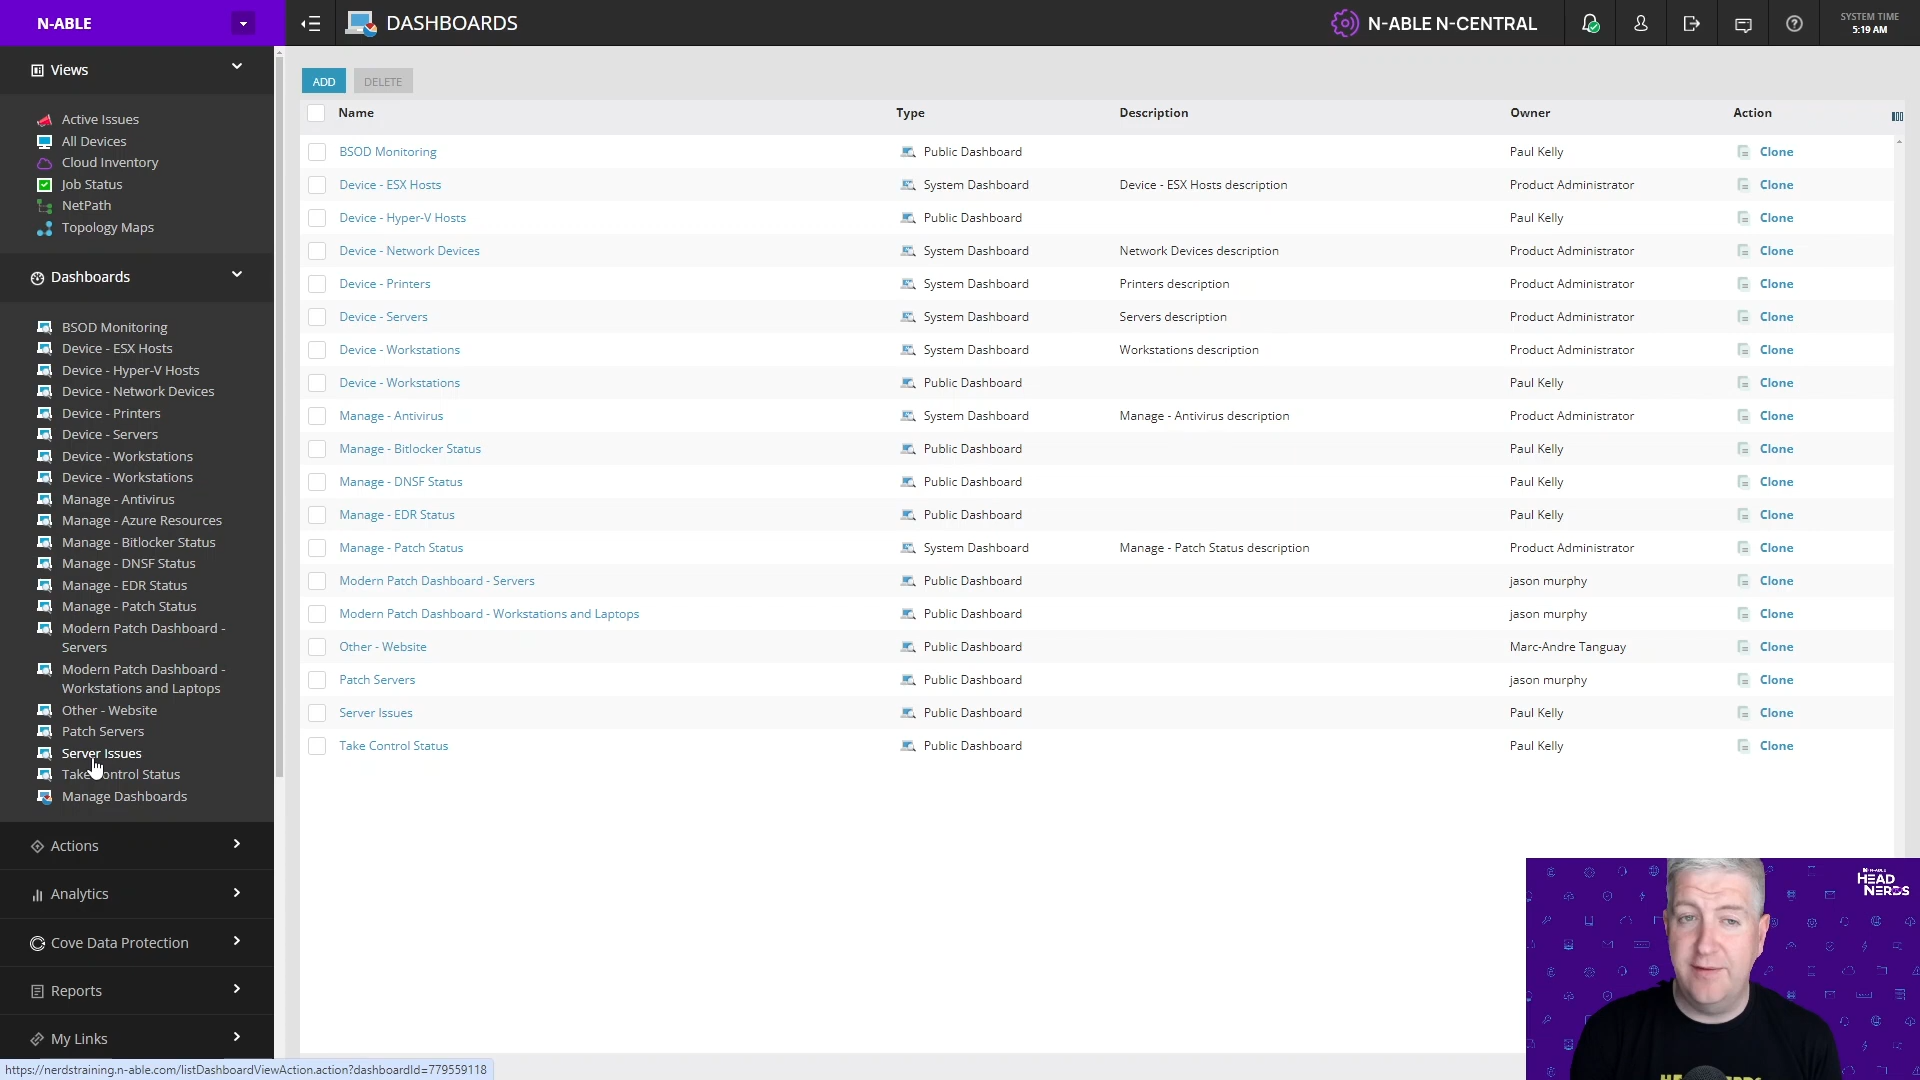 N-ABLE
DASHBOARDS
N-ABLE N-CENTRAL
SYSTEM TIME
5:19 AM
Views
Active Issues
All Devices
Cloud Inventory
Job Status
NetPath
Topology Maps
Dashboards
BSOD Monitoring
Device - ESX Hosts
Device - Hyper-V Hosts
Device - Network Devices
Device - Printers
Device - Servers
Device - Workstations
Device - Workstations
Manage - Antivirus
Manage - Azure Resources
Manage - Bitlocker Status
Manage - DNSF Status
Manage - EDR Status
Manage - Patch Status
Modern Patch Dashboard -
Servers
Modern Patch Dashboard -
Workstations and Laptops
Other - Website
Patch Servers
Server Issues
Take Control Status
Manage Dashboards
Actions
Analytics
Cove Data Protection
Reports
My Links
ADD DELETE
Name Type Description Owner Action
BSOD Monitoring Public Dashboard Paul Kelly Clone
Device - ESX Hosts System Dashboard Device - ESX Hosts description Product Administrator Clone
Device - Hyper-V Hosts Public Dashboard Paul Kelly Clone
Device - Network Devices System Dashboard Network Devices description Product Administrator Clone
Device - Printers System Dashboard Printers description Product Administrator Clone
Device - Servers System Dashboard Servers description Product Administrator Clone
Device - Workstations System Dashboard Workstations description Product Administrator Clone
Device - Workstations Public Dashboard Paul Kelly Clone
Manage - Antivirus System Dashboard Manage - Antivirus description Product Administrator Clone
Manage - Bitlocker Status Public Dashboard Paul Kelly Clone
Manage - DNSF Status Public Dashboard Paul Kelly Clone
Manage - EDR Status Public Dashboard Paul Kelly Clone
Manage - Patch Status System Dashboard Manage - Patch Status description Product Administrator Clone
Modern Patch Dashboard - Servers Public Dashboard jason murphy Clone
Modern Patch Dashboard - Workstations and Laptops Public Dashboard jason murphy Clone
Other - Website Public Dashboard Marc-Andre Tanguay Clone
Patch Servers Public Dashboard jason murphy Clone
Server Issues Public Dashboard Paul Kelly Clone
Take Control Status Public Dashboard Paul Kelly Clone
N-ABLE
HEAD
NERDS
https://nerdstraining.n-able.com/listDashboardViewAction.action?dashboardId=779559118